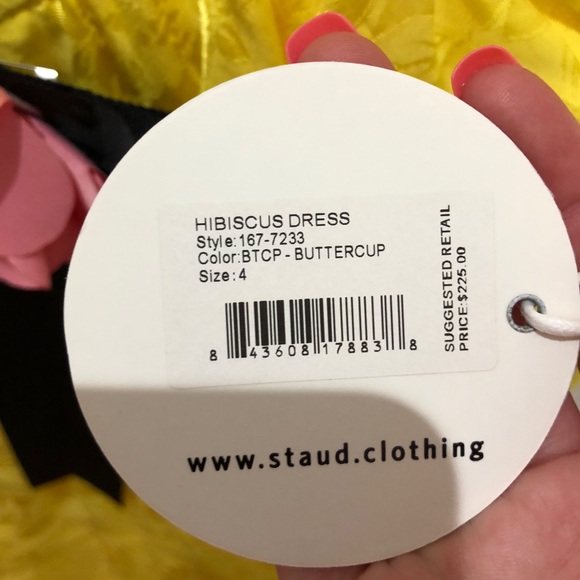 HIBISCUS DRESS
Style:167-7233
Color:BTCP - BUTTERCUP
Size:4
8 43608 17883 8
SUGGESTED RETAIL
PRICE:$225.00
www.staud.clothing